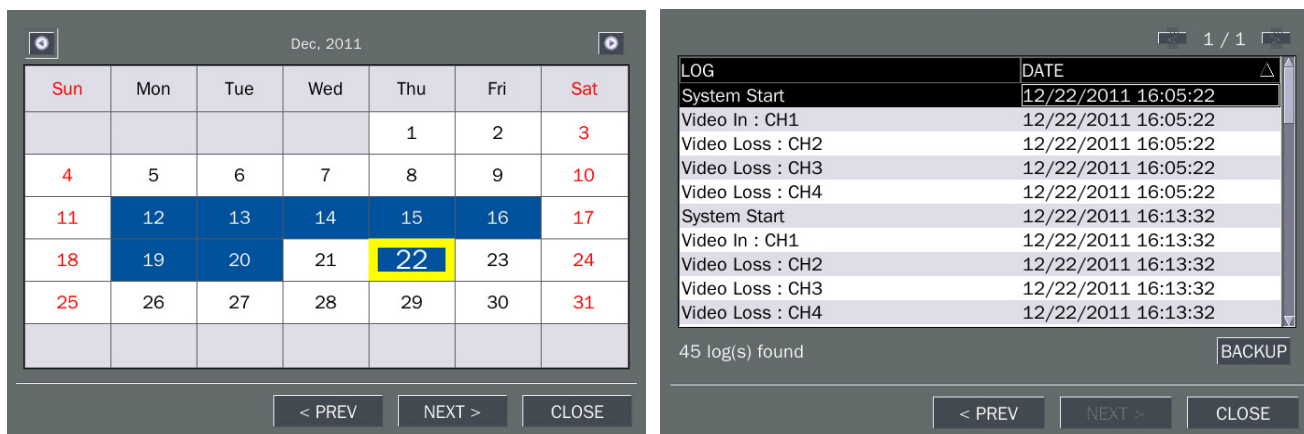 Dec, 2011
Sun Mon Tue Wed Thu Fri Sat
1 2 3
4 5 6 7 8 9 10
11 12 13 14 15 16 17
18 19 20 21 22 23 24
25 26 27 28 29 30 31
< PREV NEXT > CLOSE
1 / 1
LOG DATE
System Start 12/22/2011 16:05:22
Video In : CH1 12/22/2011 16:05:22
Video Loss : CH2 12/22/2011 16:05:22
Video Loss : CH3 12/22/2011 16:05:22
Video Loss : CH4 12/22/2011 16:05:22
System Start 12/22/2011 16:13:32
Video In : CH1 12/22/2011 16:13:32
Video Loss : CH2 12/22/2011 16:13:32
Video Loss : CH3 12/22/2011 16:13:32
Video Loss : CH4 12/22/2011 16:13:32
45 log(s) found BACKUP
< PREV NEXT > CLOSE